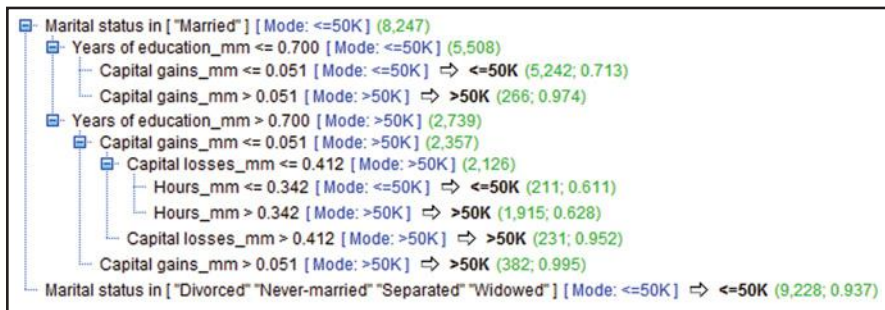 Marital status in [ "Married" ] [ Mode: <=50K ] (8,247)
Years of education_mm <= 0.700 [ Mode: <=50K ] (5,508)
Capital gains_mm <= 0.051 [ Mode: <=50K ] ⇨ <=50K (5,242; 0.713)
Capital gains_mm > 0.051 [ Mode: >50K ] ⇨ >50K (266; 0.974)
Years of education_mm > 0.700 [ Mode: >50K ] (2,739)
Capital gains_mm <= 0.051 [ Mode: >50K ] (2,357)
Capital losses_mm <= 0.412 [ Mode: >50K ] (2,126)
Hours_mm <= 0.342 [ Mode: <=50K ] ⇨ <=50K (211; 0.611)
Hours_mm > 0.342 [ Mode: >50K ] ⇨ >50K (1,915; 0.628)
Capital losses_mm > 0.412 [ Mode: >50K ] ⇨ >50K (231; 0.952)
Capital gains_mm > 0.051 [ Mode: >50K ] ⇨ >50K (382; 0.995)
Marital status in [ "Divorced" "Never-married" "Separated" "Widowed" ] [ Mode: <=50K ] ⇨ <=50K (9,228; 0.937)